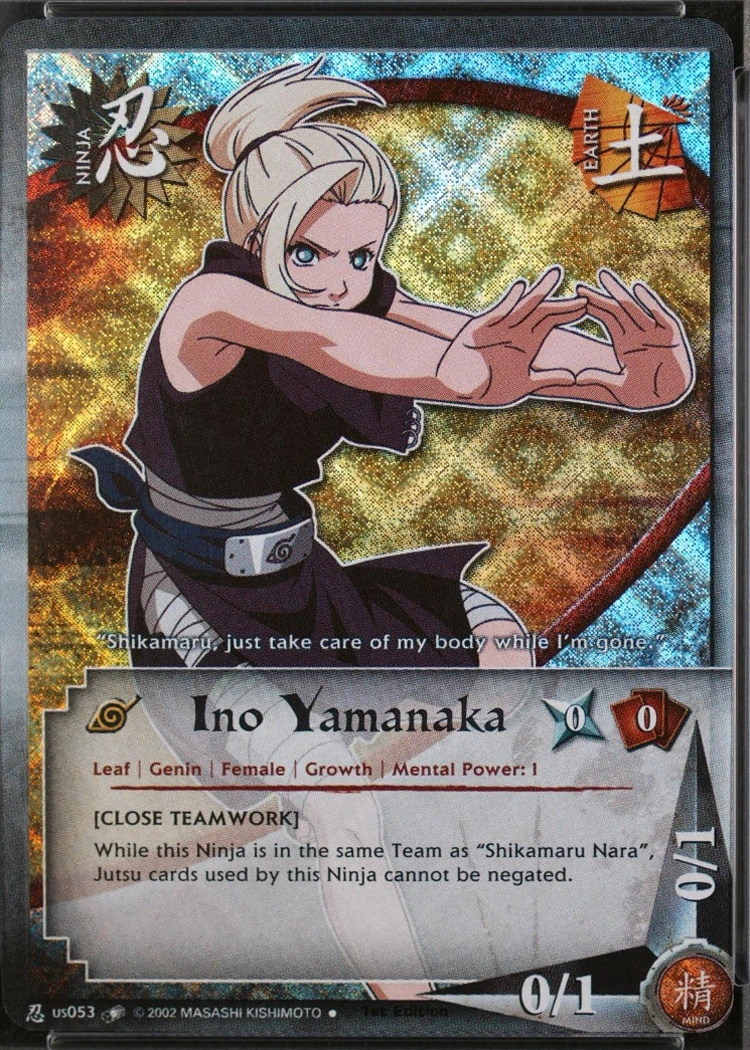 忍
NINJA
土
EARTH
"Shikamaru, just take care of my body while I'm gone."
Ino Yamanaka
0
0
Leaf | Genin | Female | Growth | Mental Power: 1
[CLOSE TEAMWORK]
While this Ninja is in the same Team as "Shikamaru Nara",
Jutsu cards used by this Ninja cannot be negated.
0/1
0/1
精
MIND
忍 US053 © 2002 MASASHI KISHIMOTO ● 1st Edition